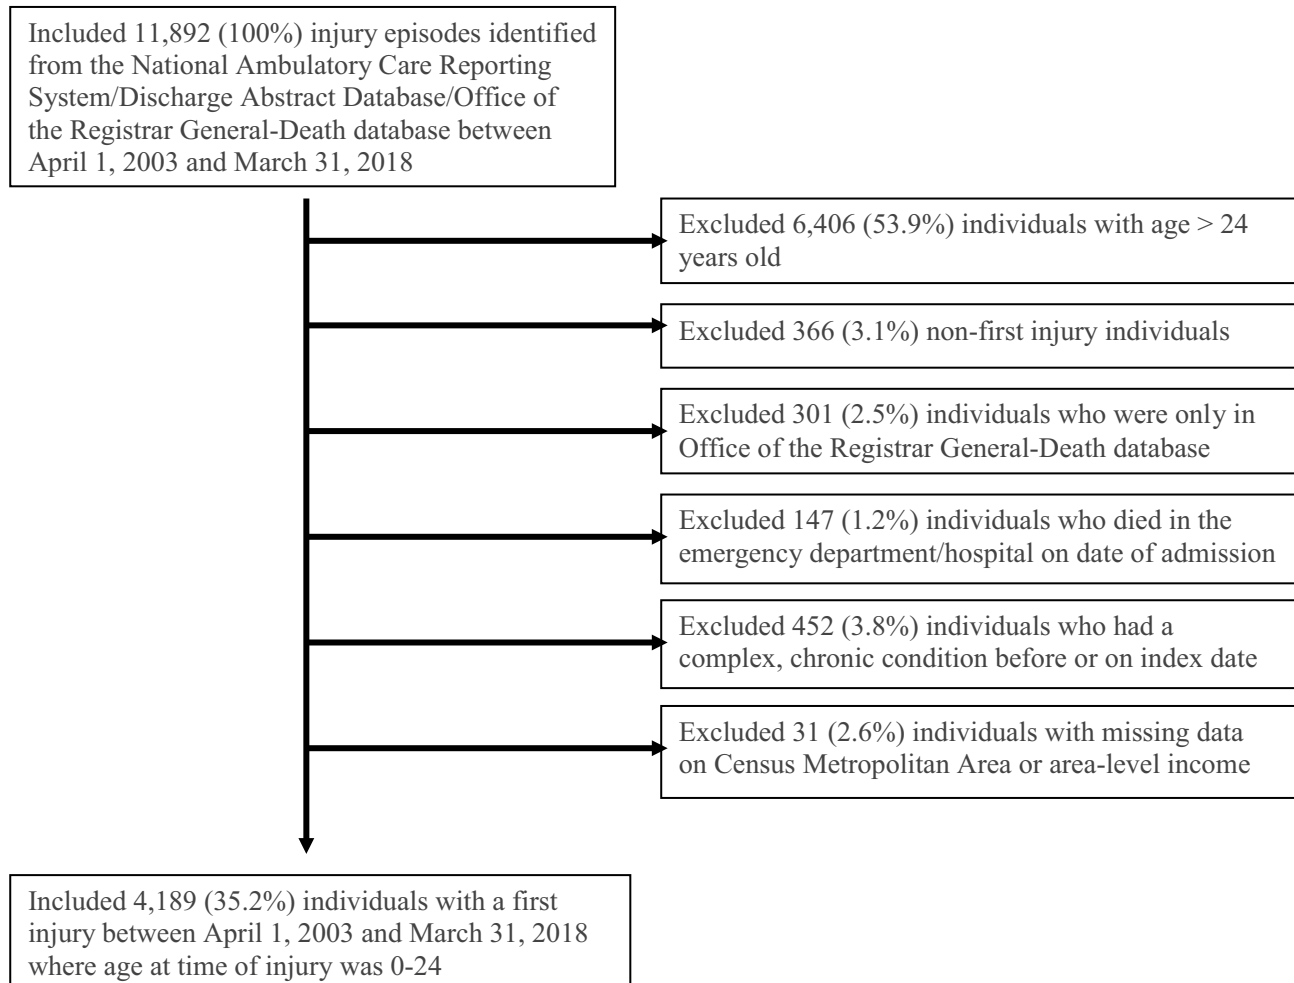 Included 11,892 (100%) injury episodes identified
from the National Ambulatory Care Reporting
System/Discharge Abstract Database/Office of
the Registrar General-Death database between
April 1, 2003 and March 31, 2018
Excluded 6,406 (53.9%) individuals with age > 24
years old
Excluded 366 (3.1%) non-first injury individuals
Excluded 301 (2.5%) individuals who were only in
Office of the Registrar General-Death database
Excluded 147 (1.2%) individuals who died in the
emergency department/hospital on date of admission
Excluded 452 (3.8%) individuals who had a
complex, chronic condition before or on index date
Excluded 31 (2.6%) individuals with missing data
on Census Metropolitan Area or area-level income
Included 4,189 (35.2%) individuals with a first
injury between April 1, 2003 and March 31, 2018
where age at time of injury was 0-24